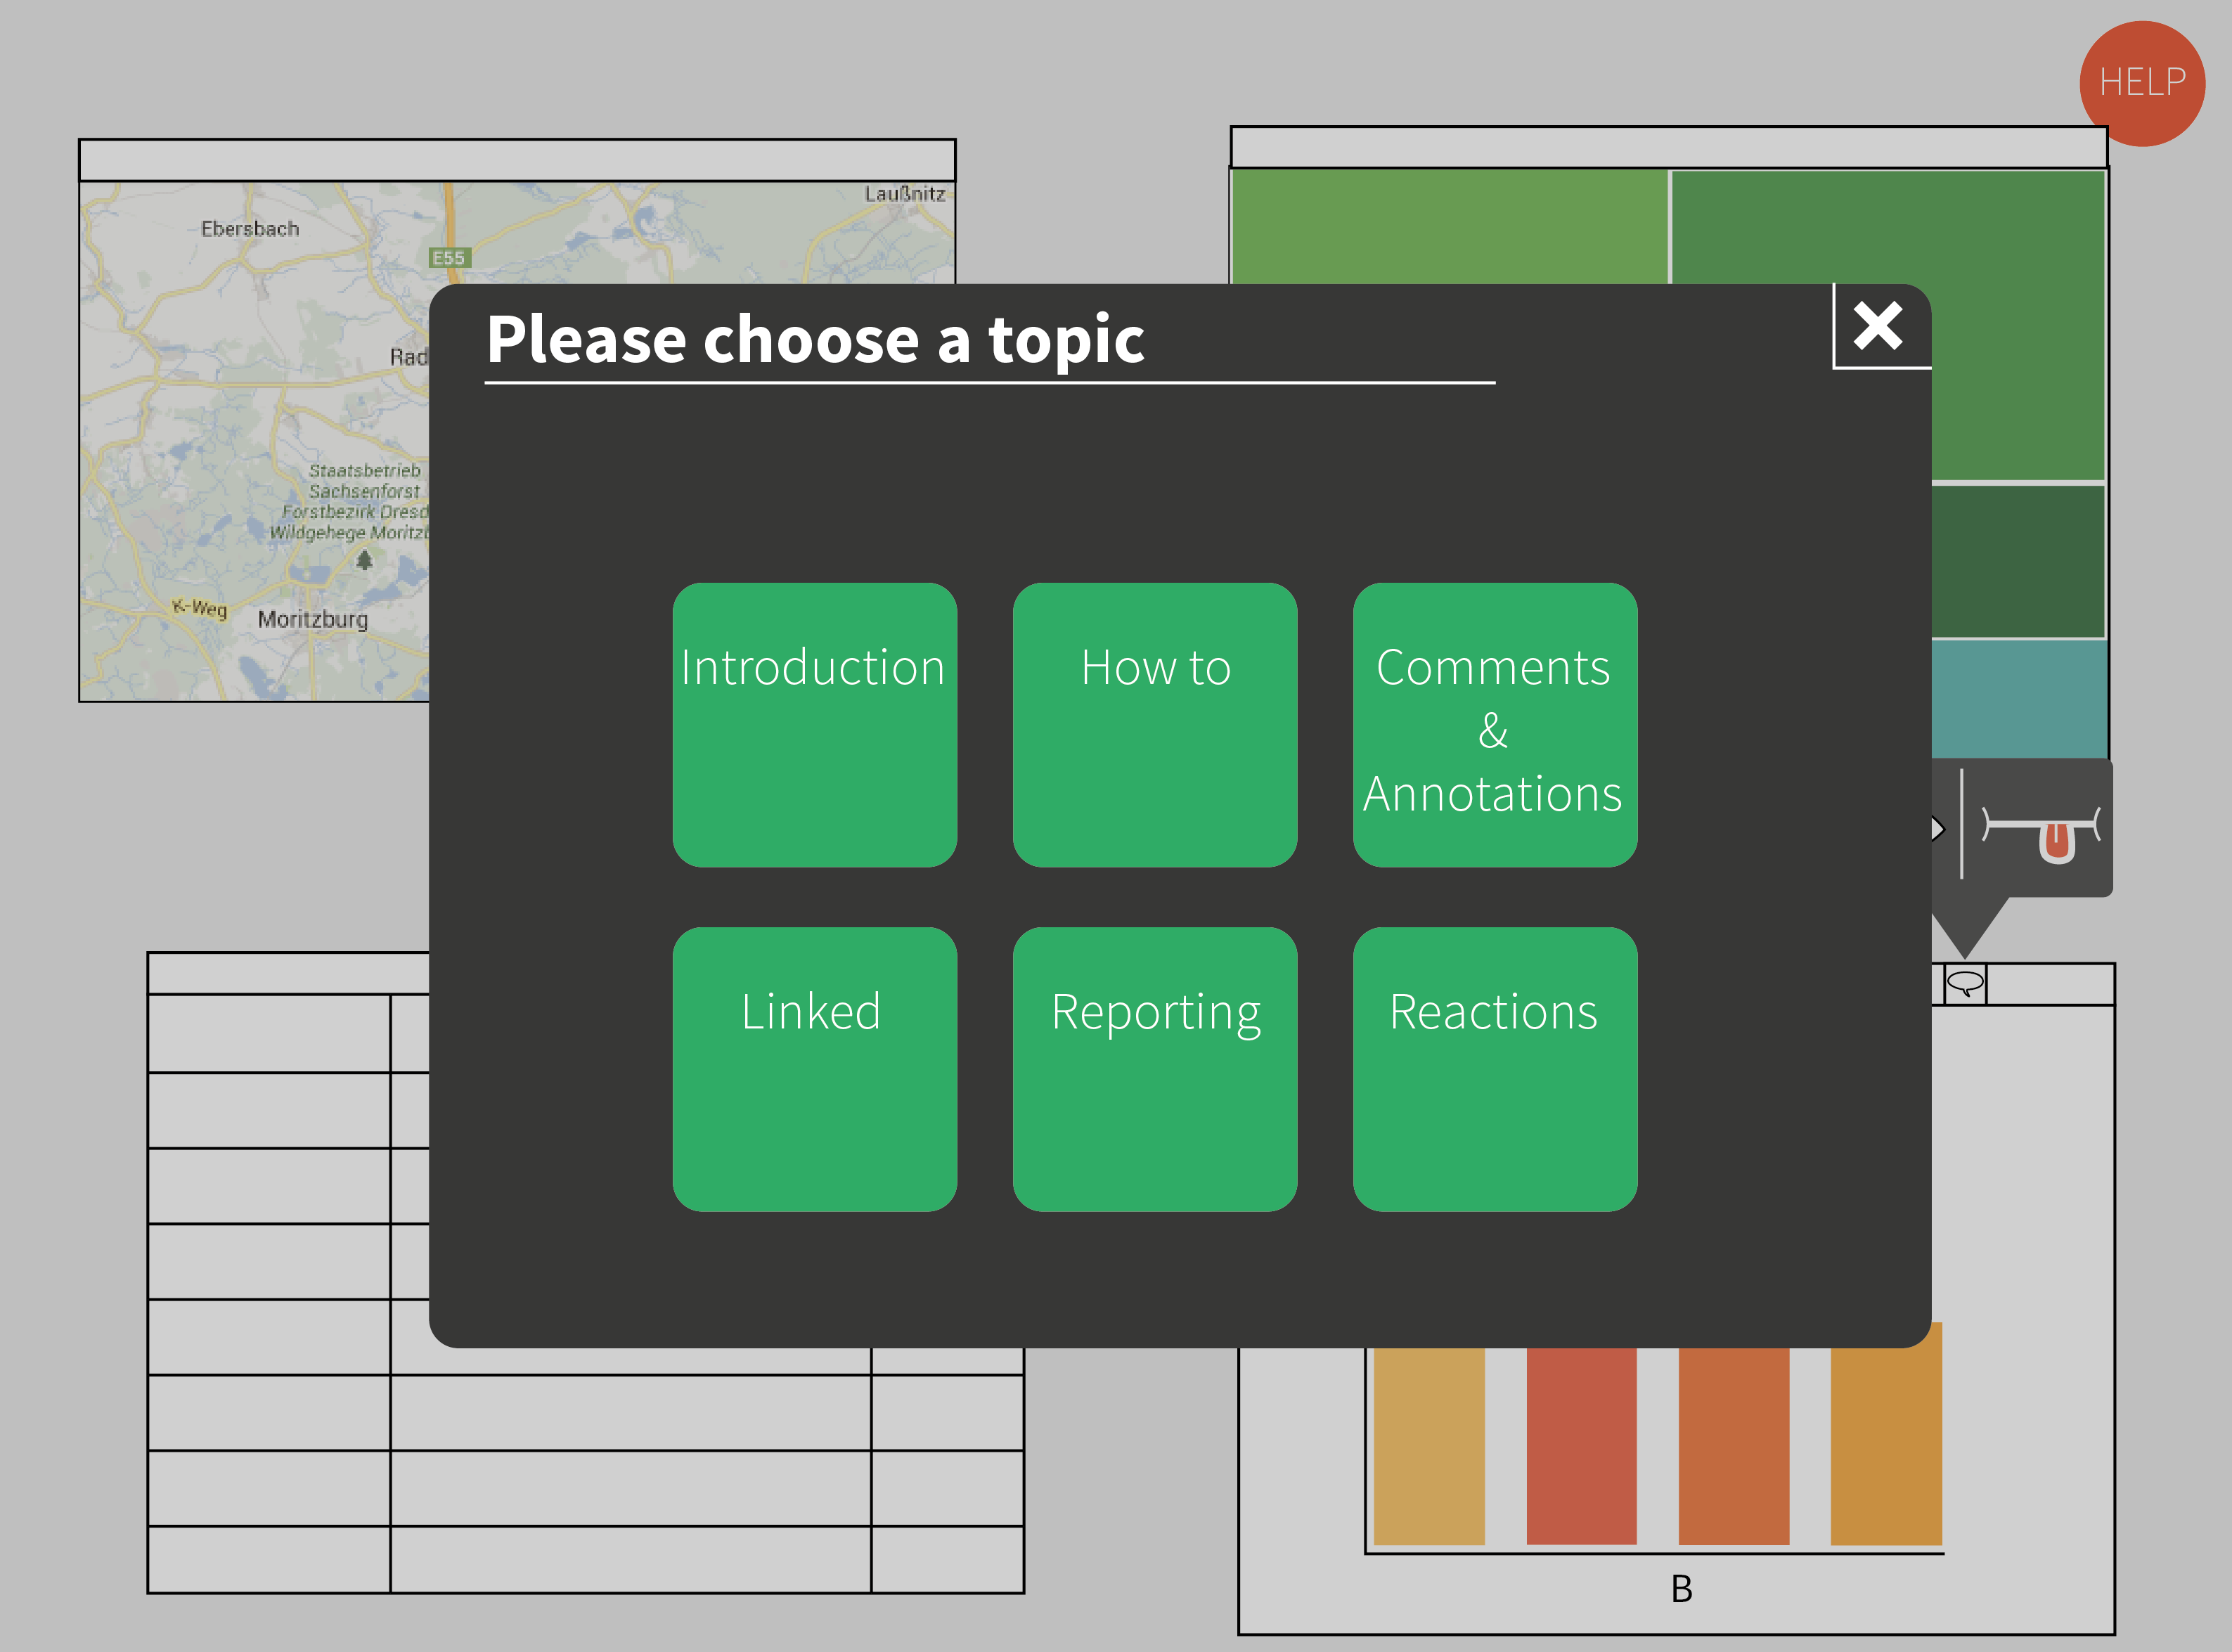 HELP
Laußnitz
Ebersbach
E55
Rad
Staatsbetrieb
Sachsenforst
Forstbezirk Dresd
Wildgehege Moritzb
K-Weg
Moritzburg
Please choose a topic
Introduction
How to
Comments
&
Annotations
Linked
Reporting
Reactions
B